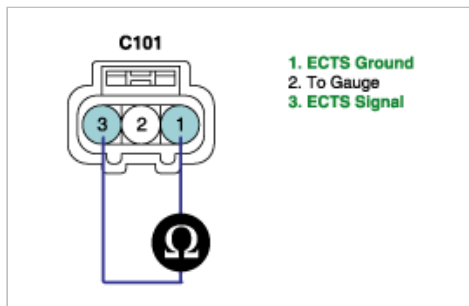 C101
1. ECTS Ground
2. To Gauge
3. ECTS Signal
3 2 1
Ω